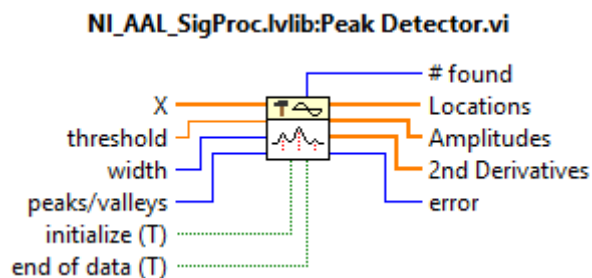 NI_AAL_SigProc.lvlib:Peak Detector.vi
# found
X
Locations
threshold
Amplitudes
width
2nd Derivatives
peaks/valleys
error
initialize (T)
end of data (T)